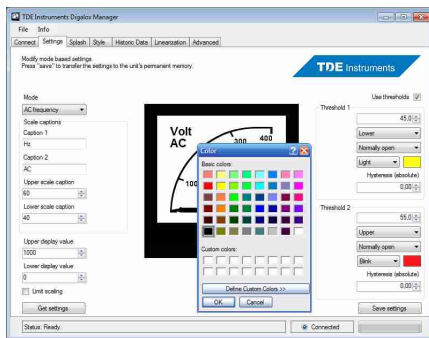 TDE Instruments Digalox Manager
File Info
Connect Settings Splash Style Historic Data Linearization Advanced
Modify mode based settings.
Press "save" to transfer the settings to the unit's permanent memory.
TDE Instruments
Mode
AC frequency
Scale captions
Caption 1
Hz
Caption 2
AC
Upper scale caption
60
Lower scale caption
40
Upper display value
1000
Lower display value
0
Limit scaling
Get settings
Volt
AC
100
300
400
Color
Basic colors:
Custom colors:
Define Custom Colors >>
OK Cancel
Use thresholds
Threshold 1
45.0
Lower
Normally open
Light
Hysteresis (absolute)
0.00
Threshold 2
55.0
Upper
Normally open
Blink
Hysteresis (absolute)
0.00
Save settings
Status: Ready.
Connected